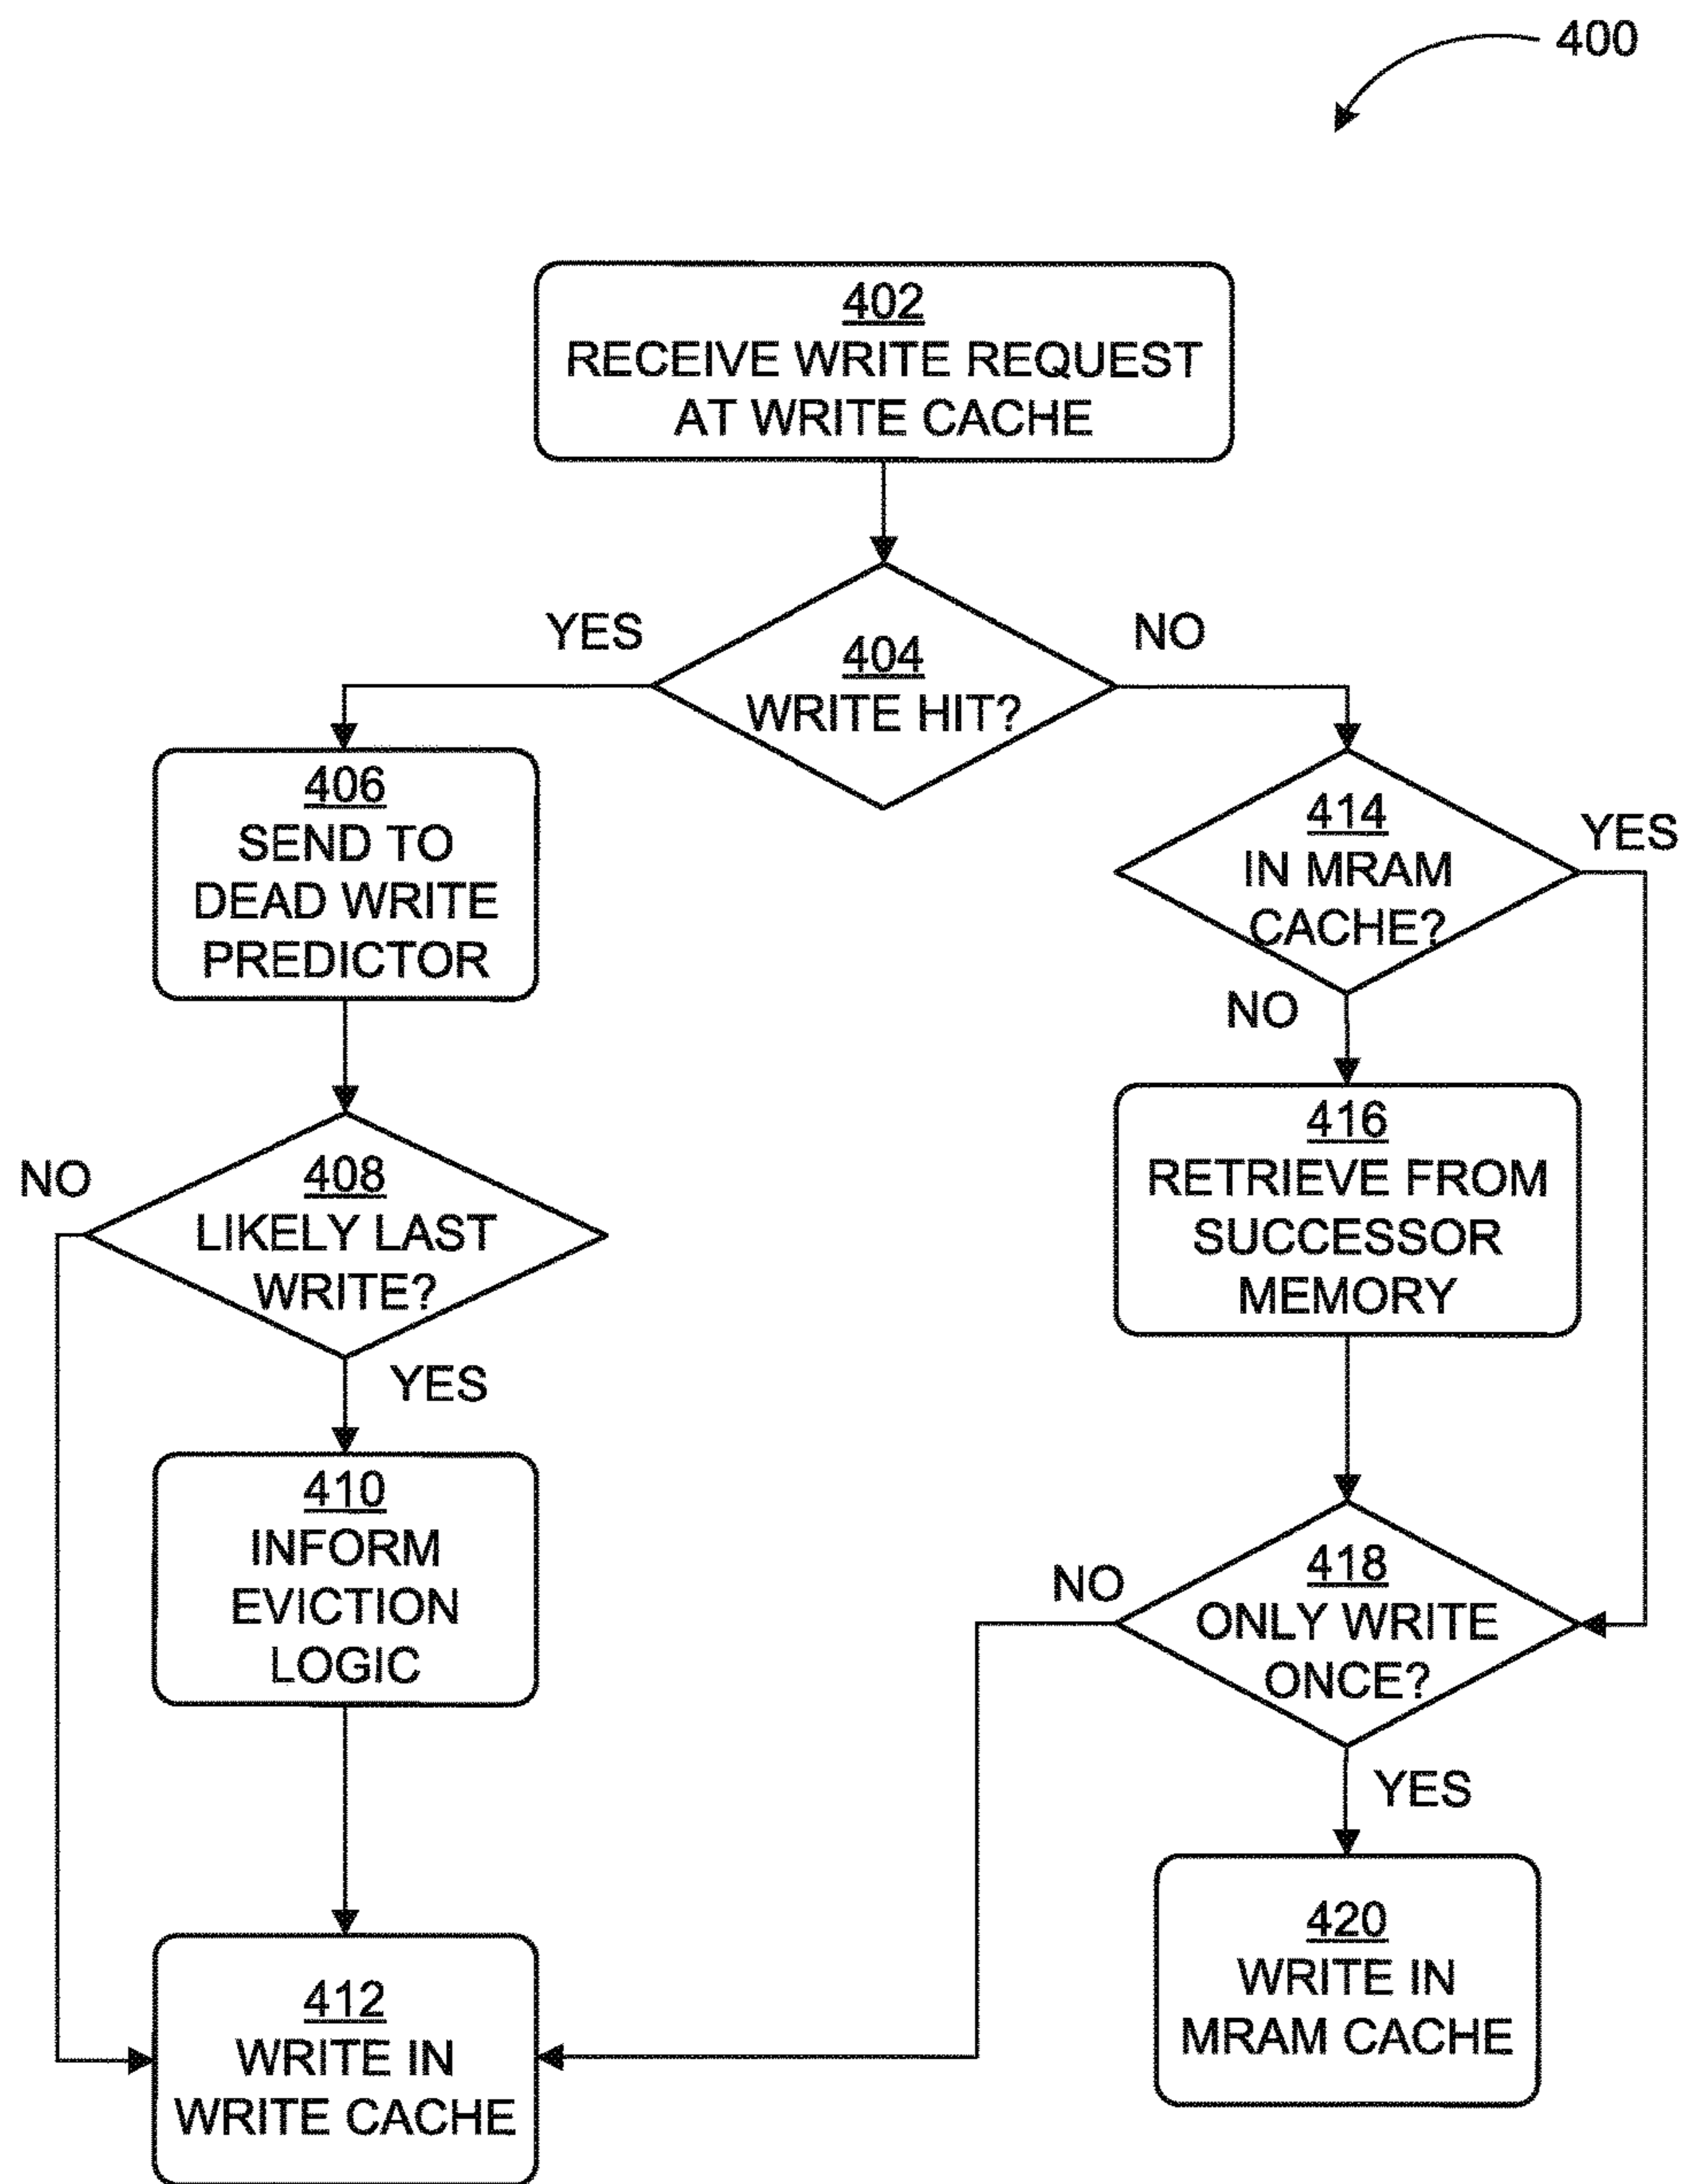 400
402
RECEIVE WRITE REQUEST
AT WRITE CACHE
YES
NO
404
WRITE HIT?
406
SEND TO
DEAD WRITE
PREDICTOR
414
IN MRAM
CACHE?
YES
NO
416
RETRIEVE FROM
SUCCESSOR
MEMORY
NO
408
LIKELY LAST
WRITE?
YES
410
INFORM
EVICTION
LOGIC
NO
418
ONLY WRITE
ONCE?
YES
412
WRITE IN
WRITE CACHE
420
WRITE IN
MRAM CACHE